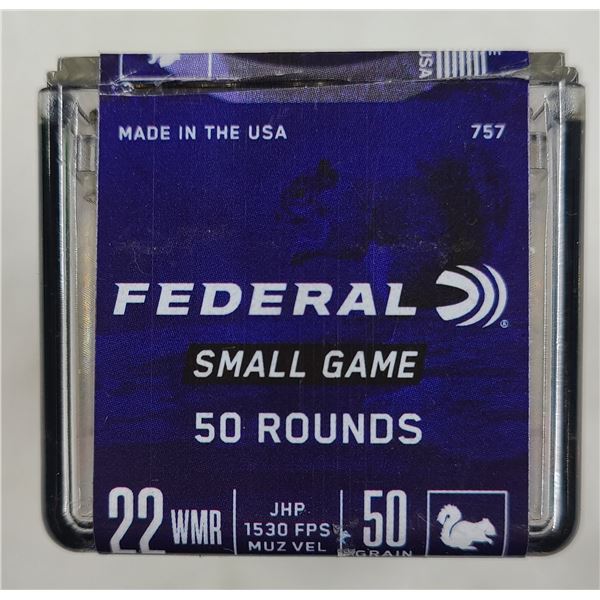 USA
MADE IN THE USA 757
FEDERAL ®
SMALL GAME
50 ROUNDS
22 WMR
JHP
1530 FPS
MUZ VEL
50
GRAIN